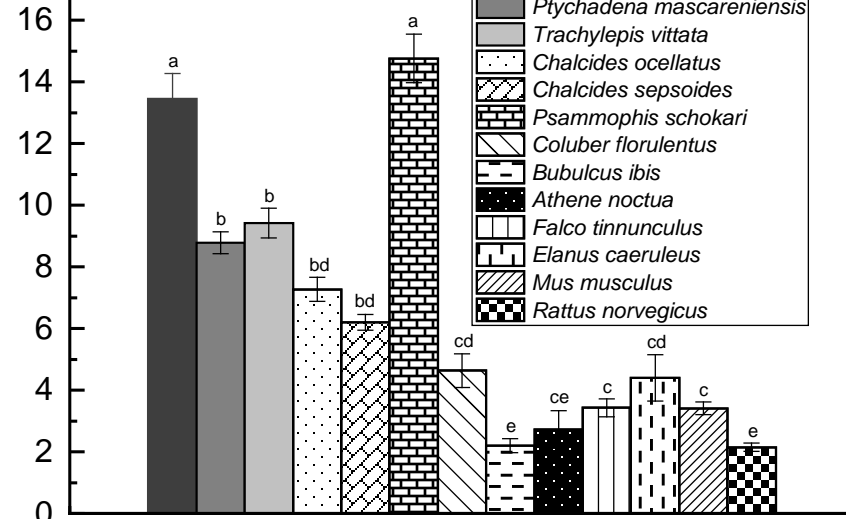 16
14
12
10
8
6
4
2
0
a
b
b
bd
bd
a
cd
e
ce
c
cd
c
e
Ptychadena mascareniensis
Trachylepis vittata
Chalcides ocellatus
Chalcides sepsoides
Psammophis schokari
Coluber florulentus
Bubulcus ibis
Athene noctua
Falco tinnunculus
Elanus caeruleus
Mus musculus
Rattus norvegicus